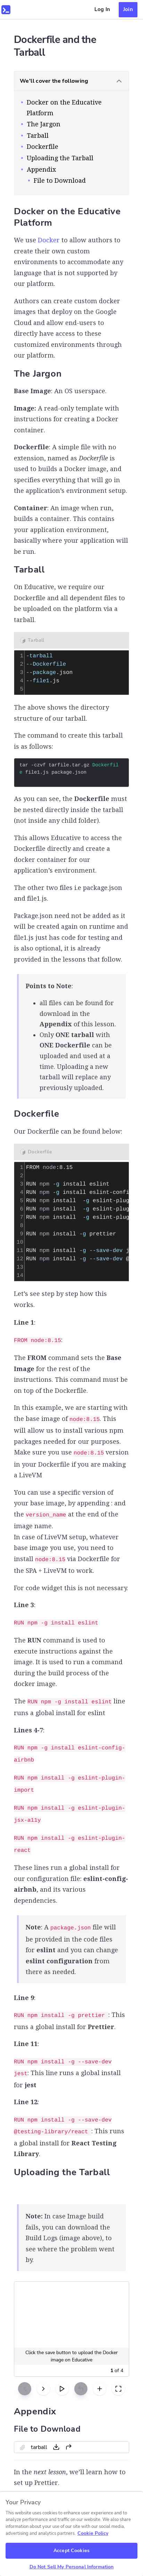 Log In
Join
Dockerfile and the
Tarball
We'll cover the following
Docker on the Educative
Platform
The Jargon
Tarball
Dockerfile
Uploading the Tarball
Appendix
File to Download
Docker on the Educative
Platform
We use Docker to allow authors to
create their own custom
environments to accommodate any
language that is not supported by
our platform.
Authors can create custom docker
images that deploy on the Google
Cloud and allow end-users to
directly have access to these
customized environments through
our platform.
The Jargon
Base Image: An OS userspace.
Image: A read-only template with
instructions for creating a Docker
container.
Dockerfile: A simple file with no
extension, named as Dockerfile is
used to builds a Docker image, and
specifies everything that will go in
the application's environment setup.
Container: An image when run,
builds a container. This contains
your application environment,
basically where your application will
be run.
Tarball
On Educative, we require our
Dockerfile and all dependent files to
be uploaded on the platform via a
tarball.
Tarball
1 -tarball
2 --Dockerfile
3 --package.json
4 --file1.js
5
The above shows the directory
structure of our tarball.
The command to create this tarball
is as follows:
tar -czvf tarfile.tar.gz Dockerfil
e file1.js package.json
As you can see, the Dockerfile must
be nested directly inside the tarball
(not inside any child folder).
This allows Educative to access the
Dockerfile directly and create a
docker container for our
application's environment.
The other two files i.e package.json
and file1.js.
Package.json need not be added as it
will be created again on runtime and
file1.js just has code for testing and
is also optional, it is already
provided in the lessons that follow.
Points to Note:
all files can be found for
download in the
Appendix of this lesson.
Only ONE tarball with
ONE Dockerfile can be
uploaded and used at a
time. Uploading a new
tarball will replace any
previously uploaded.
Dockerfile
Our Dockerfile can be found below:
Dockerfile
1 FROM node:8.15
2
3 RUN npm -g install eslint
4 RUN npm -g install eslint-confi
5 RUN npm install -g eslint-plug
6 RUN npm install -g eslint-plug
7 RUN npm install -g eslint-plug
8
9 RUN npm install -g prettier
10
11 RUN npm install -g --save-dev j
12 RUN npm install -g --save-dev @
13
14
Let's see step by step how this
works.
Line 1:
FROM node:8.15:
The FROM command sets the Base
Image for the rest of the
instructions. This command must be
on top of the Dockerfile.
In this example, we are starting with
the base image of node:8.15. This
will allow us to install various npm
packages needed for our purposes.
Make sure you use node:8.15 version
in your Dockerfile if you are making
a LiveVM
You can use a specific version of
your base image, by appending : and
the version_name at the end of the
image name.
In case of LiveVM setup, whatever
base image you use, you need to
install node:8.15 via Dockerfile for
the SPA + LiveVM to work.
For code widget this is not necessary.
Line 3:
RUN npm -g install eslint
The RUN command is used to
execute instructions against the
image. It is used to run a command
during the build process of the
docker image.
The RUN npm -g install eslint line
runs a global install for eslint
Lines 4-7:
RUN npm -g install eslint-config-
airbnb
RUN npm install -g eslint-plugin-
import
RUN npm install -g eslint-plugin-
jsx-a11y
RUN npm install -g eslint-plugin-
react
These lines run a global install for
our configuration file: eslint-config-
airbnb, and its various
dependencies.
Note: A package.json file will
be provided in the code files
for eslint and you can change
eslint configuration from
there as needed.
Line 9:
RUN npm install -g prettier : This
runs a global install for Prettier.
Line 11:
RUN npm install -g --save-dev
jest: This line runs a global install
for jest
Line 12:
RUN npm install -g --save-dev
@testing-library/react : This runs
a global install for React Testing
Library.
Uploading the Tarball
Note: In case Image build
fails, you can download the
Build Logs (image above), to
see where the problem went
by.
Click the save button to upload the Docker
image on Educative
1 of 4
Appendix
File to Download
tarball
In the next lesson, we'll learn how to
set up Prettier.
Your Privacy
This website uses cookies to enhance user experience and
to analyze performance and traffic on our website. We also
share information about your use of our site with our social
media, advertising and analytics partners. Cookie Policy
Accept Cookies
Do Not Sell My Personal Information